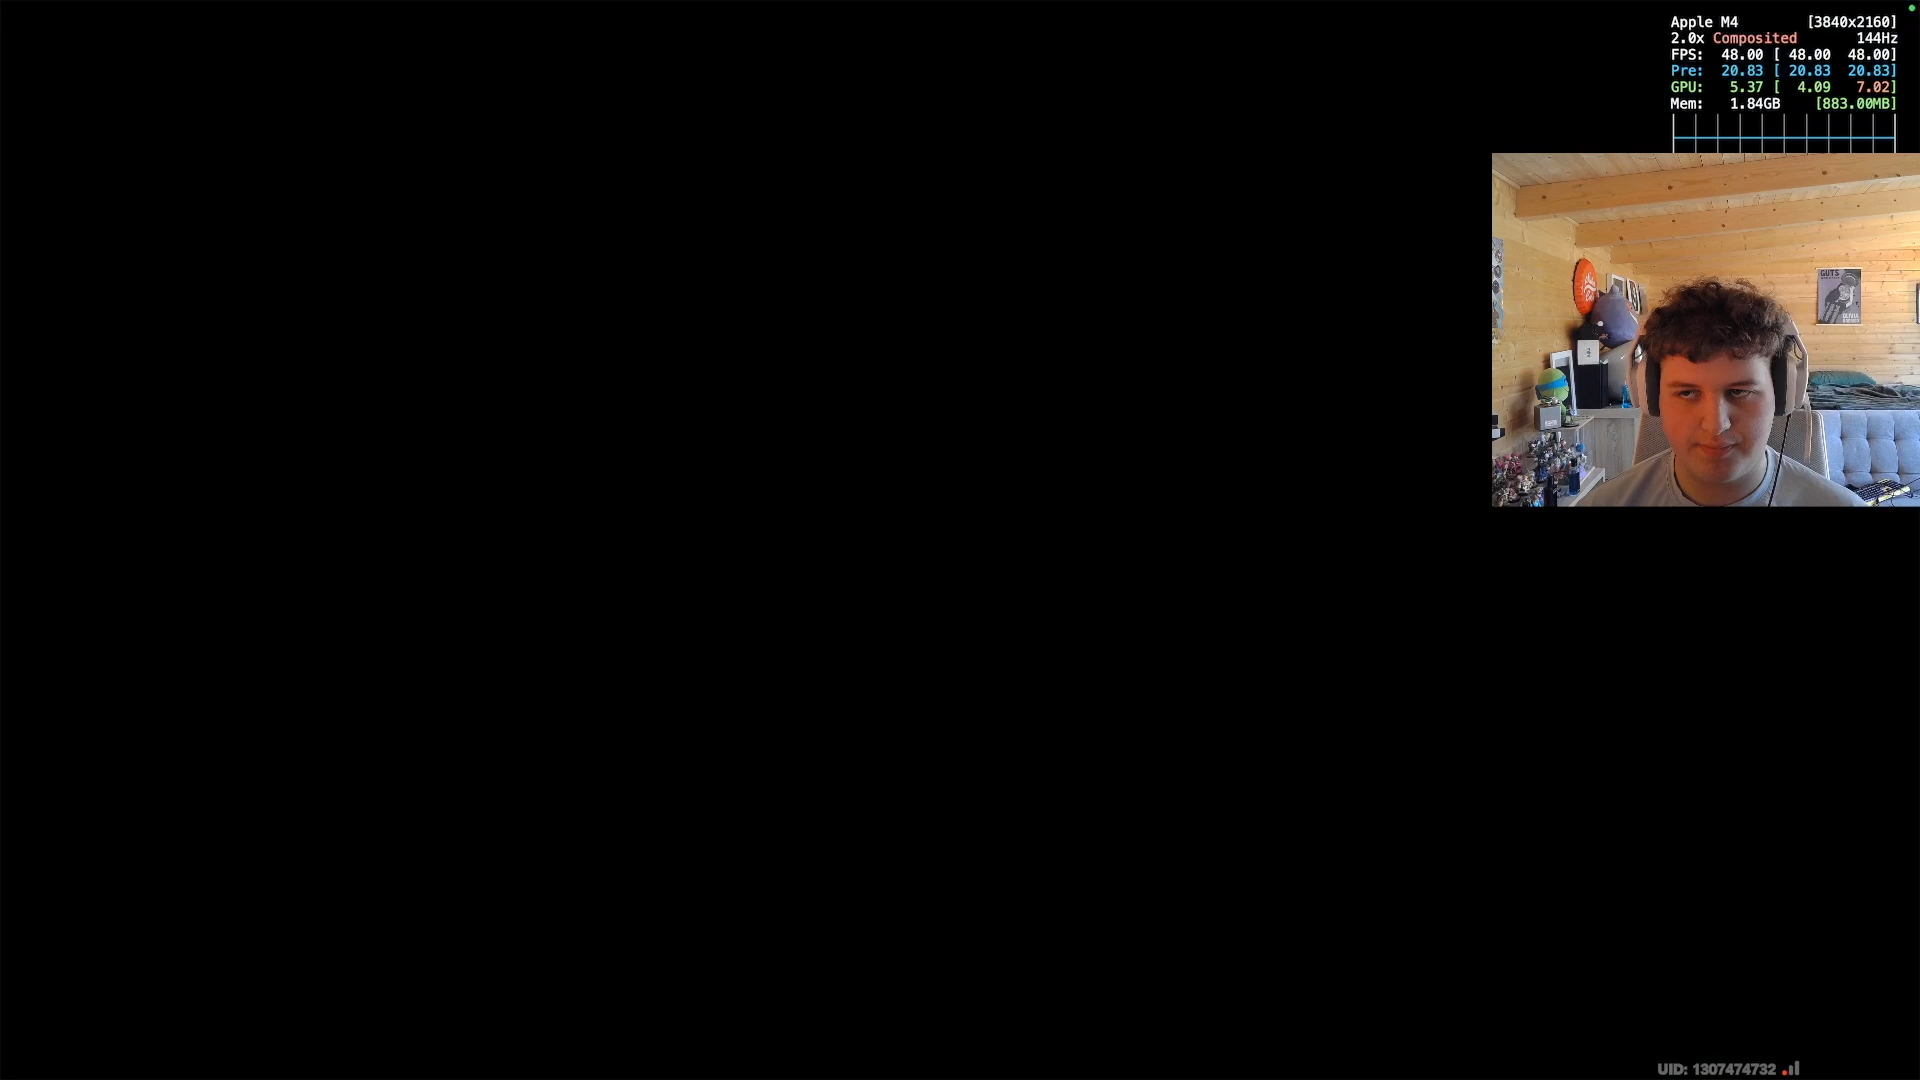 Apple M4 [3840x2160]
2.0x Composited 144Hz
FPS: 48.00 [ 48.00 48.00]
Pre: 20.83 [ 20.83 20.83]
GPU: 5.37 [ 4.09 7.02]
Mem: 1.84GB [883.00MB]
GUTS
UID: 1307474732